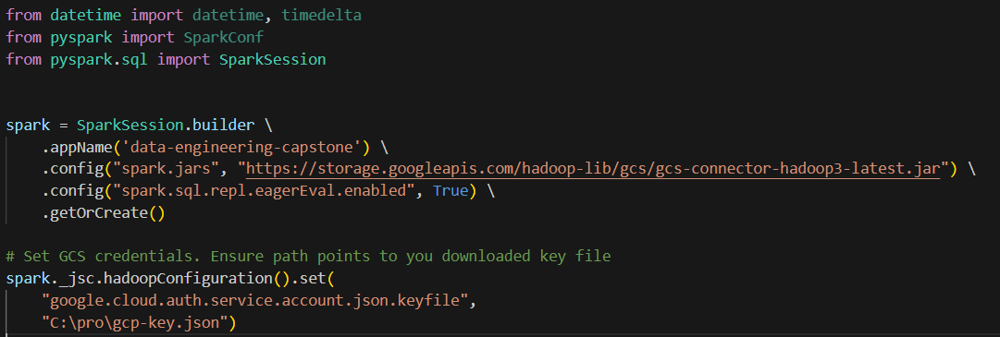 from datetime import datetime, timedelta
from pyspark import SparkConf
from pyspark.sql import SparkSession
spark = SparkSession.builder \
    .appName('data-engineering-capstone') \
    .config("spark.jars", "https://storage.googleapis.com/hadoop-lib/gcs/gcs-connector-hadoop3-latest.jar") \
    .config("spark.sql.repl.eagerEval.enabled", True) \
    .getOrCreate()
# Set GCS credentials. Ensure path points to you downloaded key file
spark._jsc.hadoopConfiguration().set(
    "google.cloud.auth.service.account.json.keyfile",
    "C:\pro\gcp-key.json")